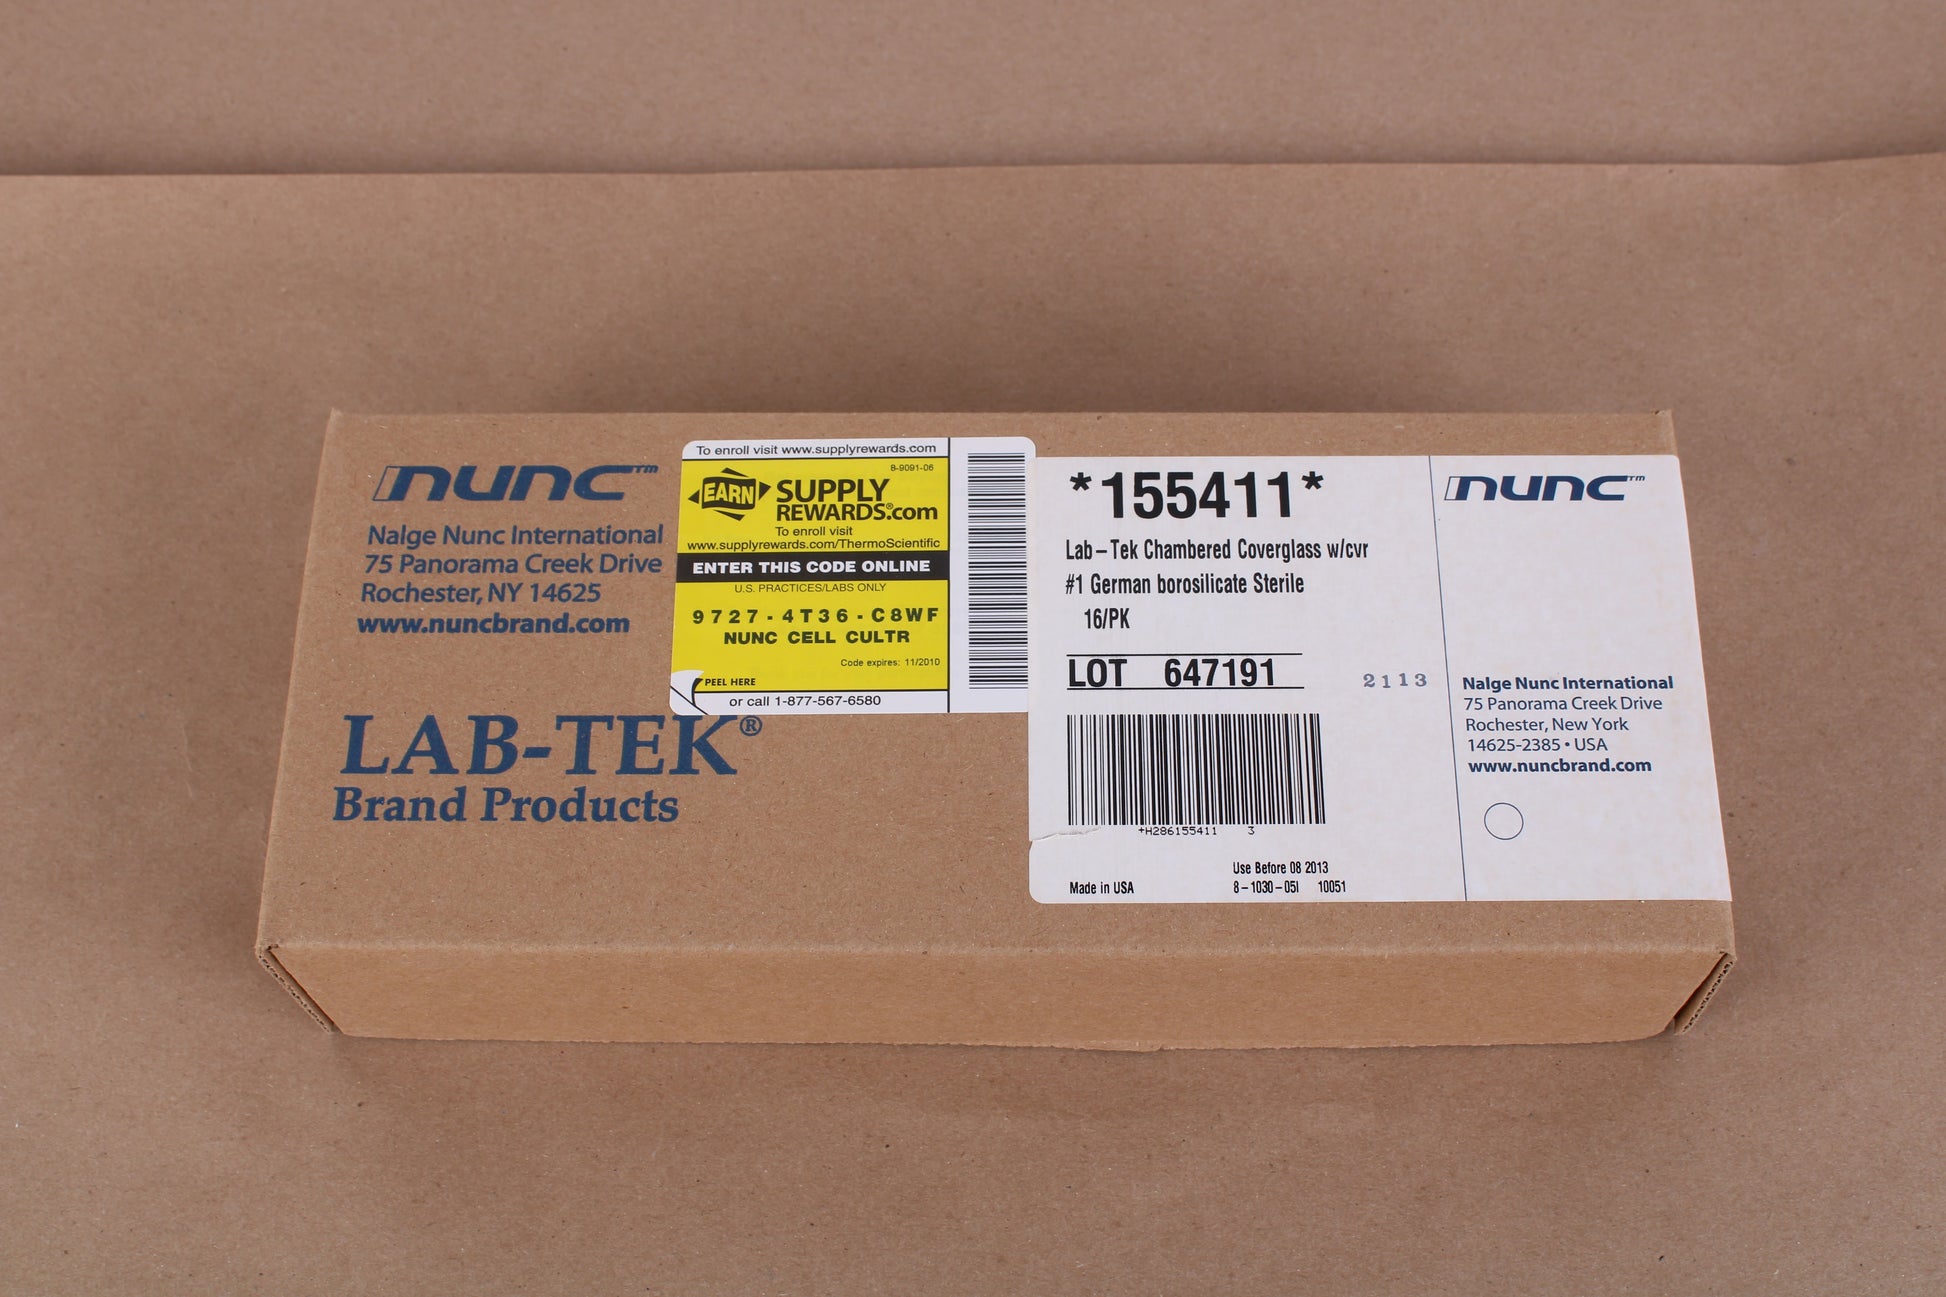 nunc™
Nalge Nunc International
75 Panorama Creek Drive
Rochester, NY 14625
www.nuncbrand.com
LAB-TEK®
Brand Products
To enroll visit www.supplyrewards.com
8-9091-06
EARN SUPPLY
REWARDS®.com
To enroll visit
www.supplyrewards.com/ThermoScientific
ENTER THIS CODE ONLINE
U.S. PRACTICES/LABS ONLY
9727-4T36-C8WF
NUNC CELL CULTR
Code expires: 11/2010
PEEL HERE
or call 1-877-567-6580
*155411*
Lab-Tek Chambered Coverglass w/cvr
#1 German borosilicate Sterile
16/PK
LOT 647191
2113
+H286155411 3
Use Before 08 2013
Made in USA 8-1030-05I 10051
nunc™
Nalge Nunc International
75 Panorama Creek Drive
Rochester, New York
14625-2385 • USA
www.nuncbrand.com